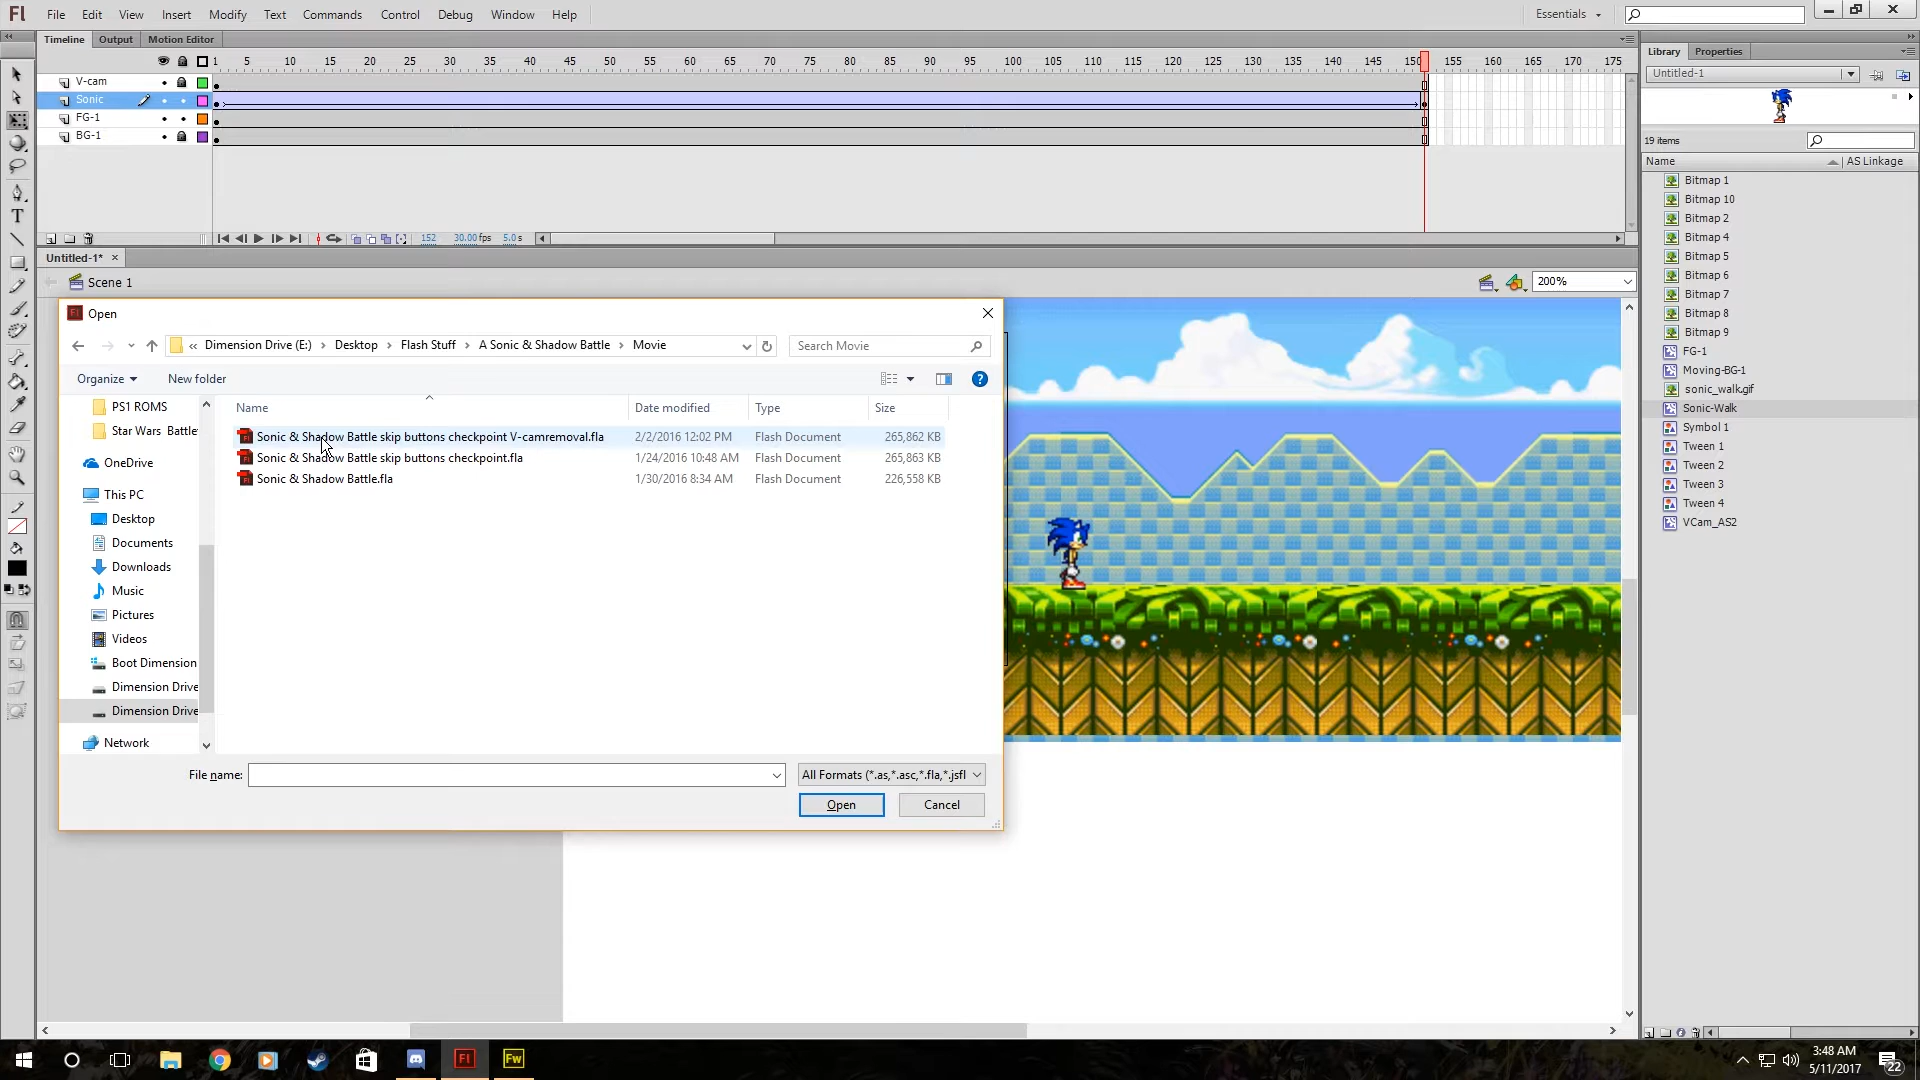 Fl File Edit View Insert Modify Text Commands Control Debug Window Help Essentials
Timeline Output Motion Editor
1 5 10 15 20 25 30 35 40 45 50 55 60 65 70 75 80 85 90 95 100 105 110 115 120 125 130 135 140 145 150 155 160 165 170 175
V-cam
Sonic
FG-1
BG-1
152 30.00 fps 5.0 s
Untitled-1*
Scene 1
200%
Open
« Dimension Drive (E:) Desktop Flash Stuff A Sonic & Shadow Battle Movie
Search Movie
Organize New folder
Name Date modified Type Size
Sonic & Shadow Battle skip buttons checkpoint V-camremoval.fla 2/2/2016 12:02 PM Flash Document 265,862 KB
Sonic & Shadow Battle skip buttons checkpoint.fla 1/24/2016 10:48 AM Flash Document 265,863 KB
Sonic & Shadow Battle.fla 1/30/2016 8:34 AM Flash Document 226,558 KB
PS1 ROMS
Star Wars Battle
OneDrive
This PC
Desktop
Documents
Downloads
Music
Pictures
Videos
Boot Dimension
Dimension Drive
Dimension Drive
Network
File name:
All Formats (*.as,*.asc,*.fla,*.jsfl
Open Cancel
Library Properties
Untitled-1
19 items
Name AS Linkage
Bitmap 1
Bitmap 10
Bitmap 2
Bitmap 4
Bitmap 5
Bitmap 6
Bitmap 7
Bitmap 8
Bitmap 9
FG-1
Moving-BG-1
sonic_walk.gif
Sonic-Walk
Symbol 1
Tween 1
Tween 2
Tween 3
Tween 4
VCam_AS2
Fl Fw
3:48 AM
5/11/2017
22